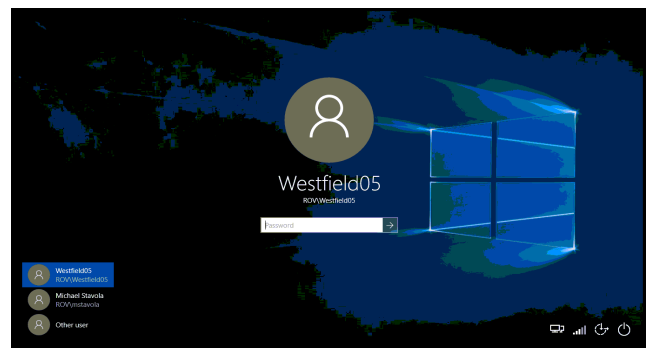 Westfield05
ROV\Westfield05
Password
Westfield05
ROV\Westfield05
Michael Stavola
ROV\mstavola
Other user